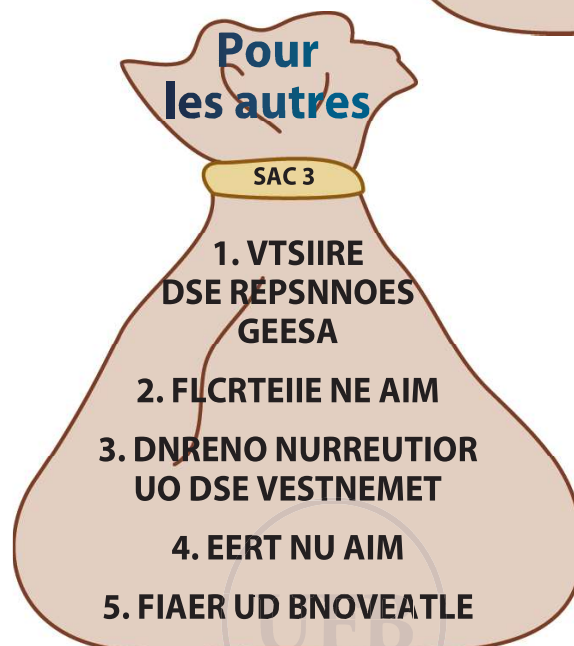 Pour
les autres
SAC 3
1. VTSIIRE
DSE REPSNNOES
GEESA
2. FLCRTEIIE NE AIM
3. DNRENO NURREUTIOR
UO DSE VESTNEMET
4. EERT NU AIM
5. FIAER UD BNOVEATLE
UFB